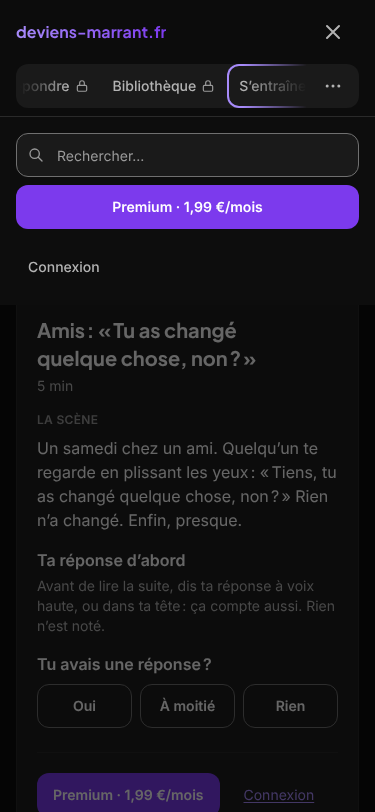 deviens-marrant.fr
pondre Bibliothèque S'entraîne ...
Rechercher...
Premium · 1,99 €/mois
Connexion
Amis : « Tu as changé
quelque chose, non ? »
5 min
LA SCÈNE
Un samedi chez un ami. Quelqu'un te
regarde en plissant les yeux : « Tiens, tu
as changé quelque chose, non ? » Rien
n'a changé. Enfin, presque.
Ta réponse d'abord
Avant de lire la suite, dis ta réponse à voix
haute, ou dans ta tête : ça compte aussi. Rien
n'est noté.
Tu avais une réponse ?
Oui À moitié Rien
Premium · 1,99 €/mois Connexion